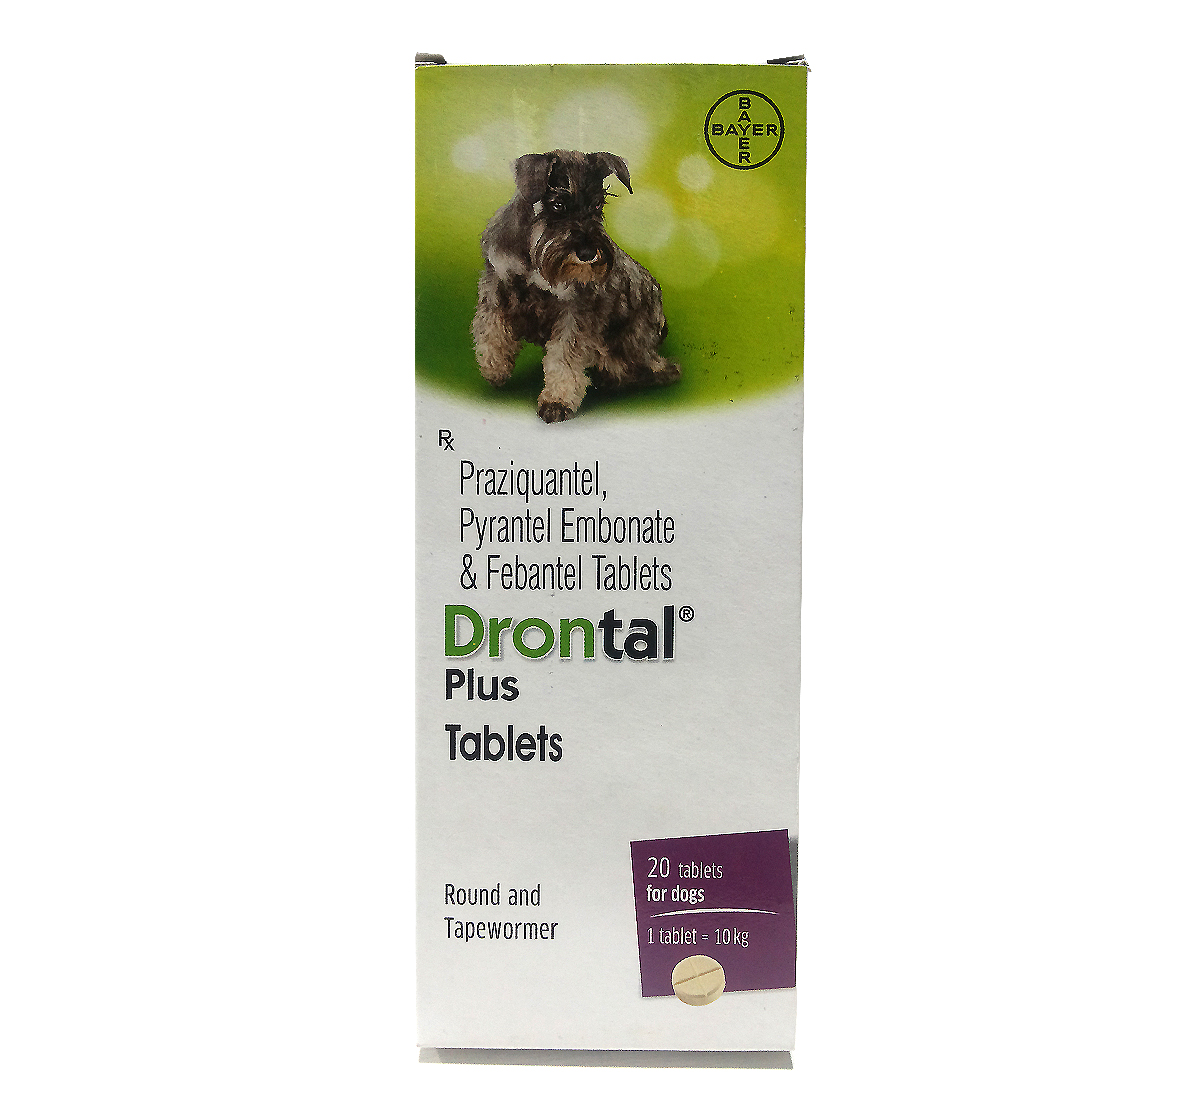 BAYER
BAYER
Rx
Praziquantel,
Pyrantel Embonate
& Febantel Tablets
Drontal®
Plus
Tablets
20 tablets
for dogs
1 tablet = 10 kg
Round and
Tapewormer